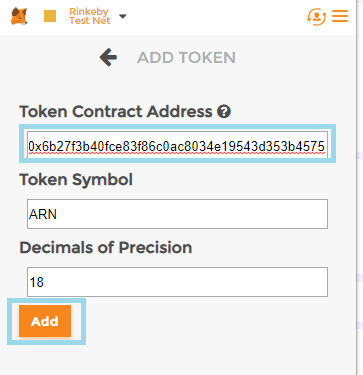 Rinkeby
Test Net
ADD TOKEN
Token Contract Address ?
0x6b27f3b40fce83f86c0ac8034e19543d353b4575
Token Symbol
ARN
Decimals of Precision
18
Add